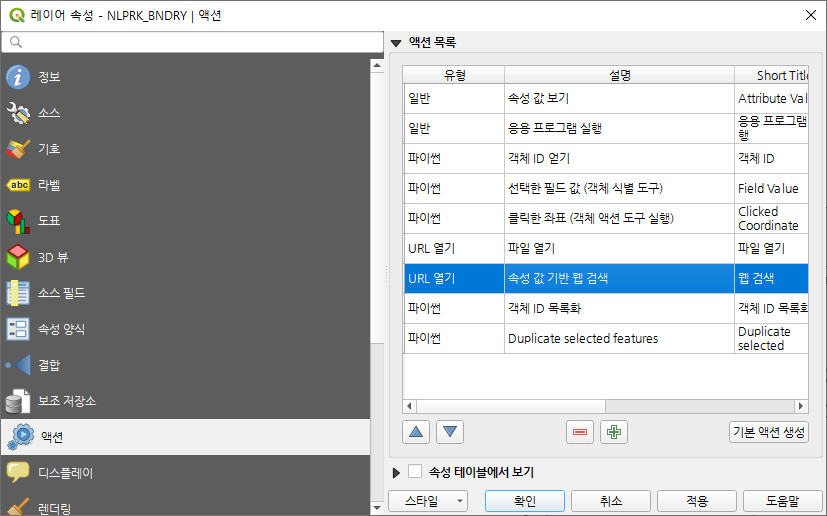 레이어 속성 - NLPRK_BNDRY | 액션
정보
소스
기호
abc 라벨
도표
3D 뷰
소스 필드
속성 양식
결합
보조 저장소
액션
디스플레이
렌더링
액션 목록
유형 설명 Short Title
일반 속성 값 보기 Attribute Val
일반 응용 프로그램 실행 응용 프로그램
행
파이썬 객체 ID 얻기 객체 ID
파이썬 선택한 필드 값 (객체 식별 도구) Field Value
파이썬 클릭한 좌표 (객체 액션 도구 실행) Clicked
Coordinate
URL 열기 파일 열기 파일 열기
URL 열기 속성 값 기반 웹 검색 웹 검색
파이썬 객체 ID 목록화 객체 ID 목록화
파이썬 Duplicate selected features Duplicate
selected
기본 액션 생성
속성 테이블에서 보기
스타일 확인 취소 적용 도움말